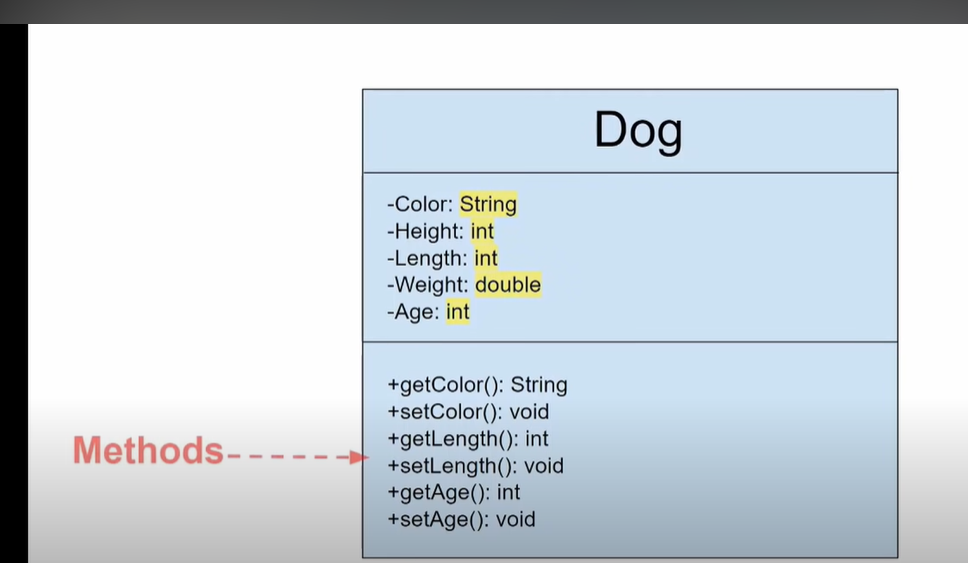 Dog
-Color: String
-Height: int
-Length: int
-Weight: double
-Age: int
+getColor(): String
+setColor(): void
+getLength(): int
+setLength(): void
+getAge(): int
+setAge(): void
Methods